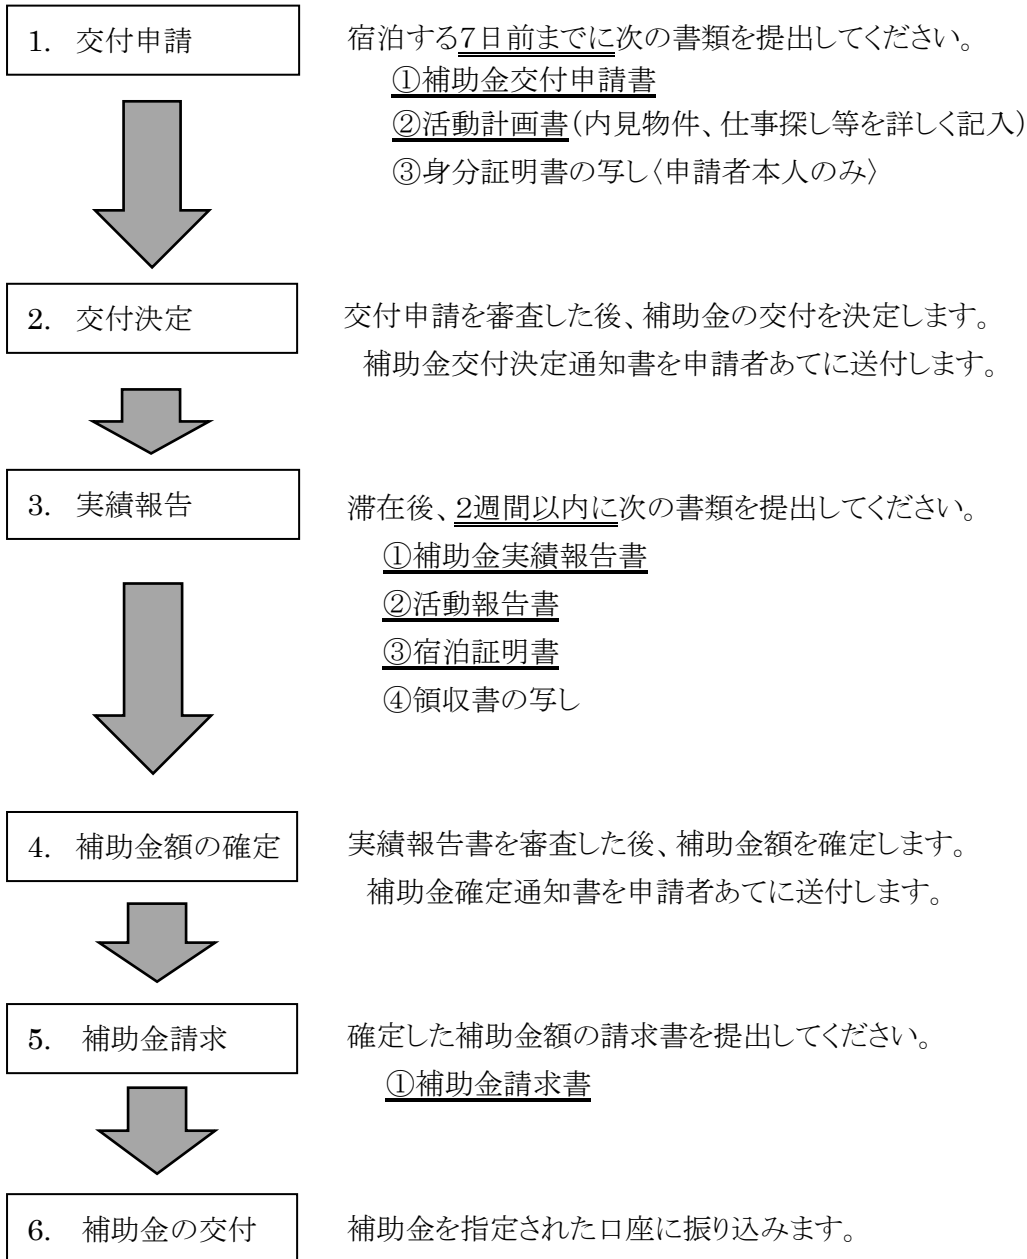 1. 交付申請
宿泊する7日前までに次の書類を提出してください。
①補助金交付申請書
②活動計画書(内見物件、仕事探し等を詳しく記入)
③身分証明書の写し〈申請者本人のみ〉
2. 交付決定
交付申請を審査した後、補助金の交付を決定します。
補助金交付決定通知書を申請者あてに送付します。
3. 実績報告
滞在後、2週間以内に次の書類を提出してください。
①補助金実績報告書
②活動報告書
③宿泊証明書
④領収書の写し
4. 補助金額の確定
実績報告書を審査した後、補助金額を確定します。
補助金確定通知書を申請者あてに送付します。
5. 補助金請求
確定した補助金額の請求書を提出してください。
①補助金請求書
6. 補助金の交付
補助金を指定された口座に振り込みます。